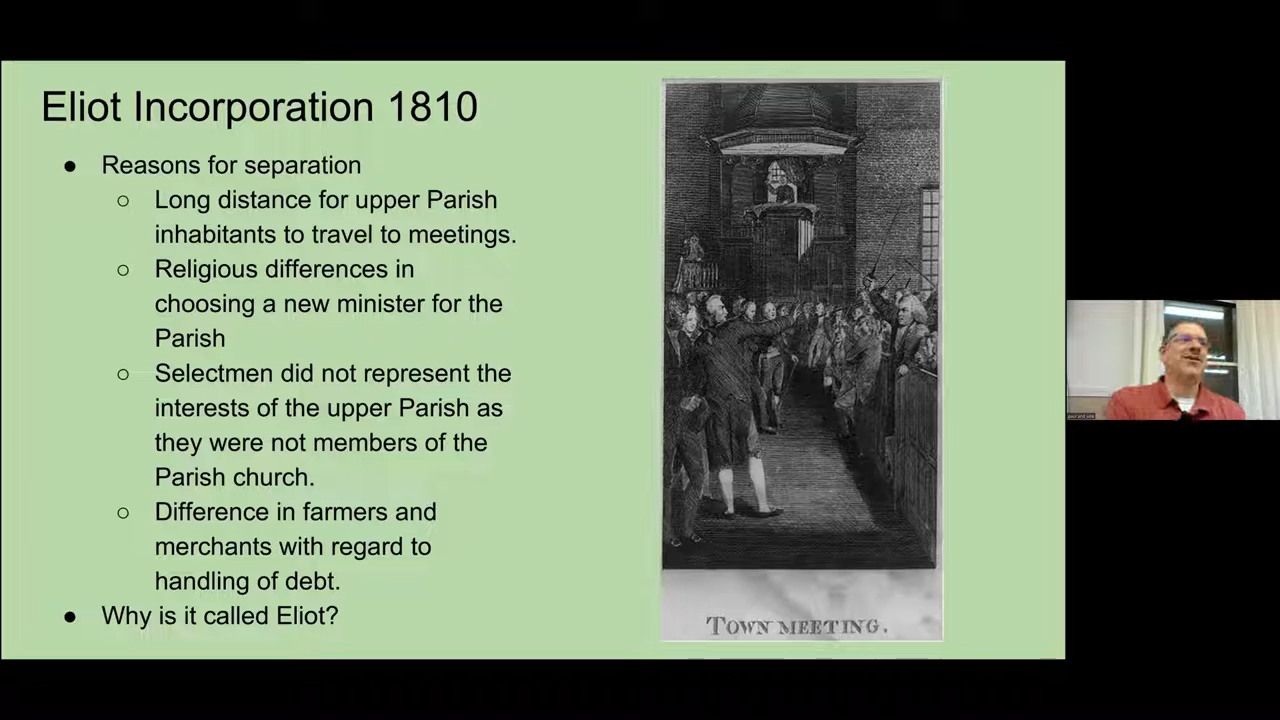 Eliot Incorporation 1810
● Reasons for separation
○ Long distance for upper Parish
inhabitants to travel to meetings.
○ Religious differences in
choosing a new minister for the
Parish
○ Selectmen did not represent the
interests of the upper Parish as
they were not members of the
Parish church.
○ Difference in farmers and
merchants with regard to
handling of debt.
● Why is it called Eliot?
TOWN MEETING.